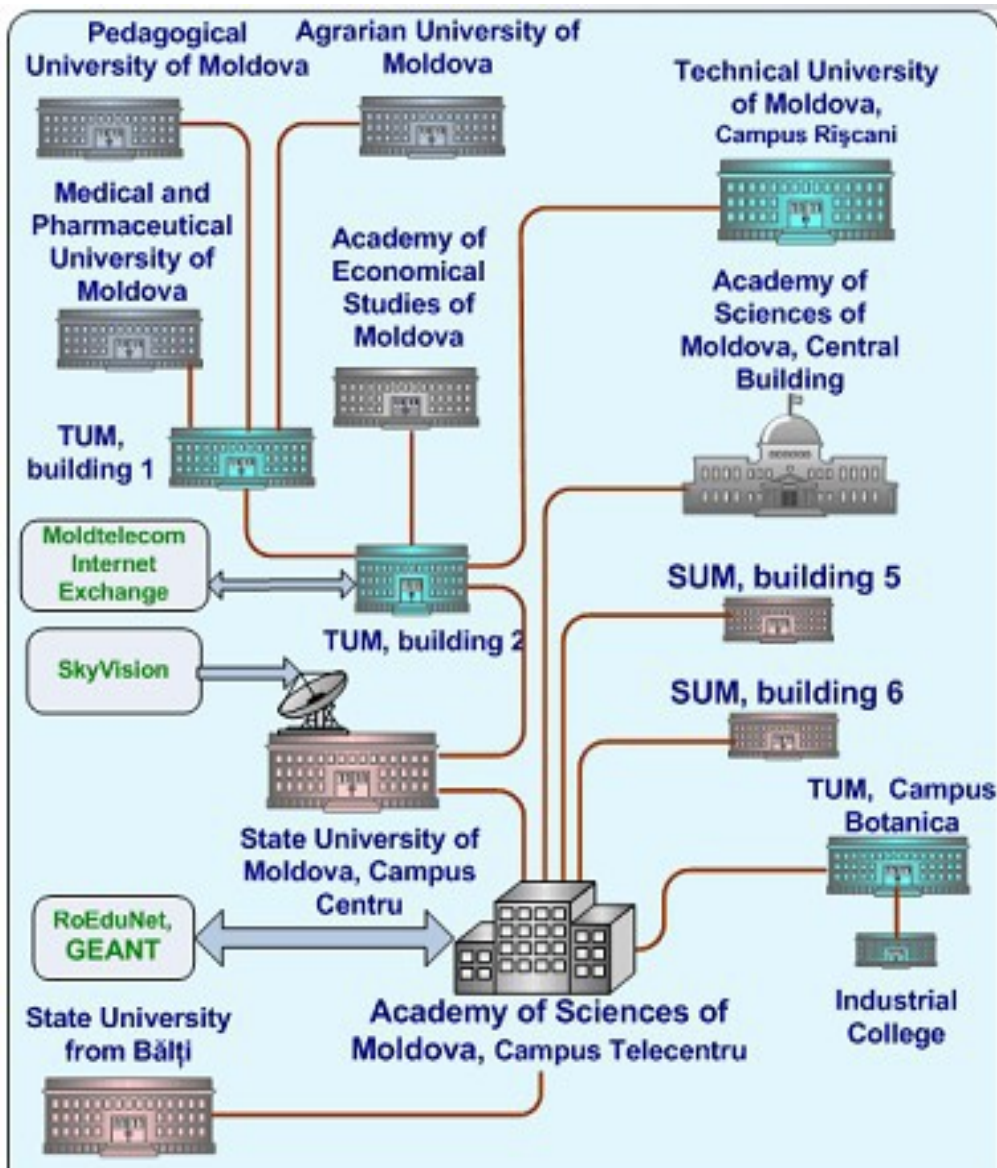 Pedagogical
University of Moldova
Agrarian University of
Moldova
Technical University
of Moldova,
Campus Rîşcani
Medical and
Pharmaceutical
University of
Moldova
Academy of
Economical
Studies of
Moldova
Academy of
Sciences of
Moldova, Central
Building
TUM,
building 1
Moldtelecom
Internet
Exchange
TUM, building 2
SUM, building 5
SkyVision
SUM, building 6
TUM, Campus
Botanica
State University of
Moldova, Campus
Centru
RoEduNet,
GEANT
Industrial
College
Academy of Sciences of
Moldova, Campus Telecentru
State University
from Bălţi